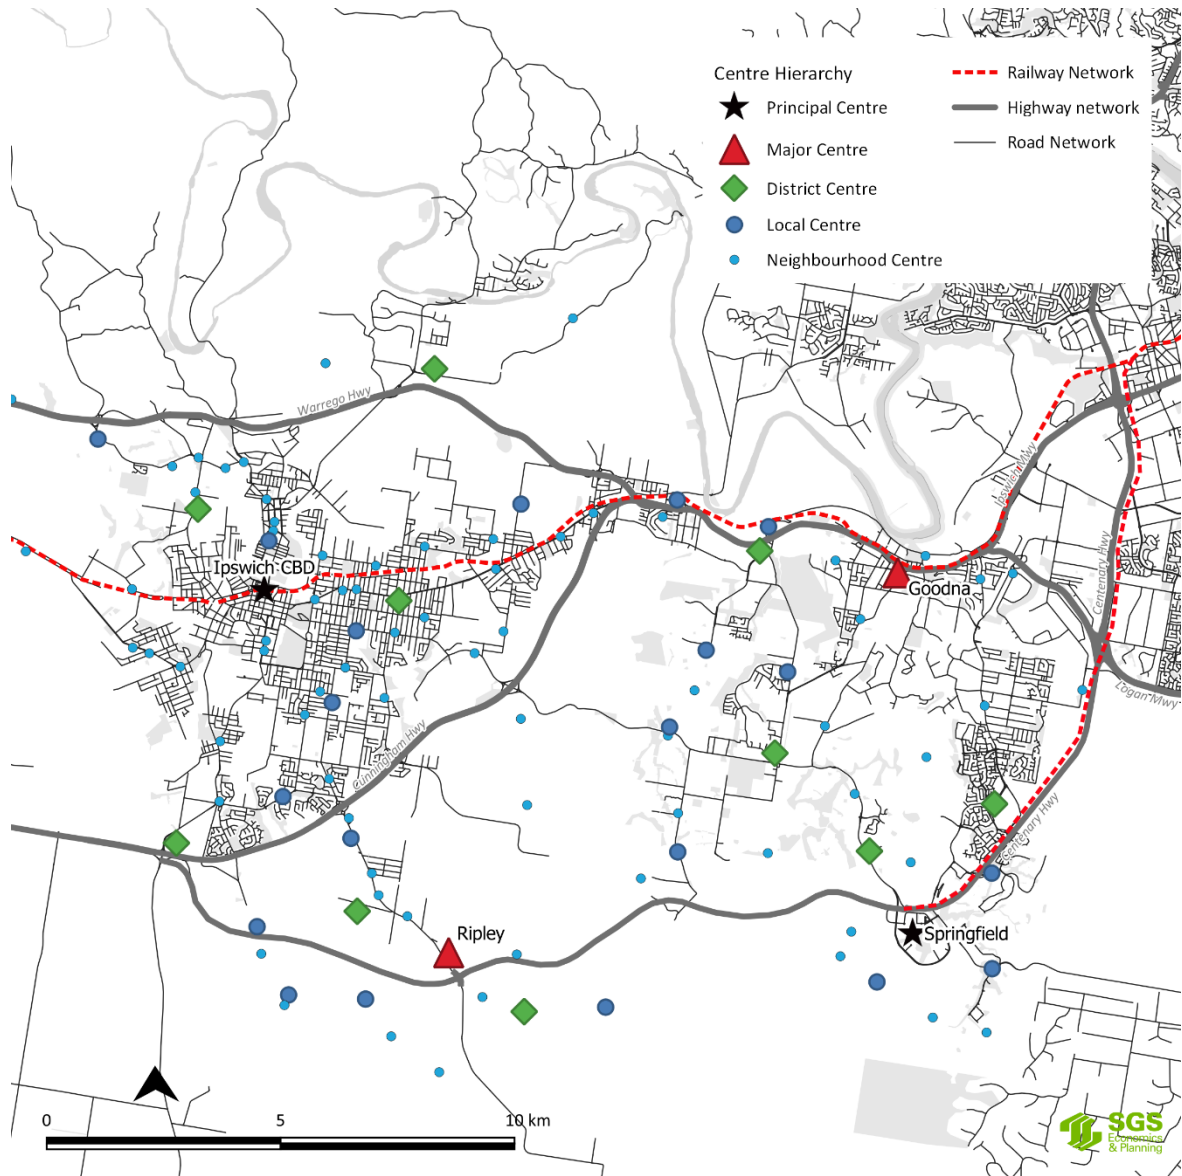 Centre Hierarchy
Principal Centre
Major Centre
District Centre
Local Centre
Neighbourhood Centre
Railway Network
Highway network
Road Network
Warrego Hwy
Ipswich Mwy
Ipswich CBD
Goodna
Centenary Hwy
Logan Mwy
Cinningham Hwy
Centenary Hwy
Ripley
Springfield
0 5 10 km
SGS
Economics
& Planning